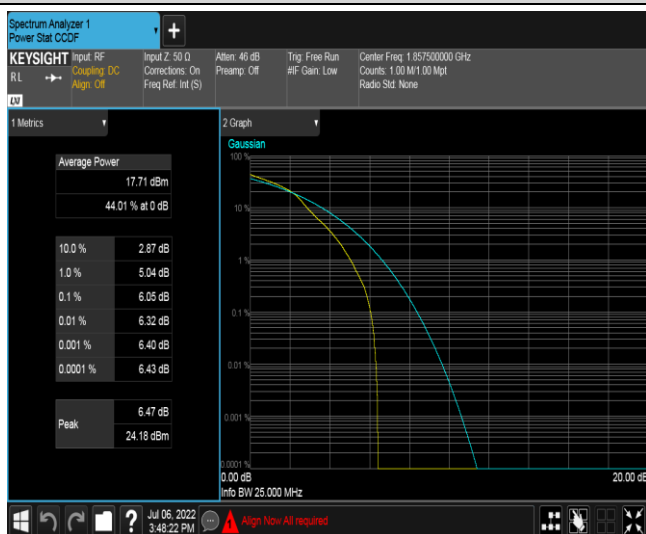 Spectrum Analyzer 1
Power Stat CCDF
+
KEYSIGHT
RL
LXI
Input: RF
Coupling: DC
Align: Off
Input Z: 50 Ω
Corrections: On
Freq Ref: Int (S)
Atten: 46 dB
Preamp: Off
Trig: Free Run
#IF Gain: Low
Center Freq: 1.857500000 GHz
Counts: 1.00 M/1.00 Mpt
Radio Std: None
1 Metrics
Average Power
17.71 dBm
44.01 % at 0 dB
10.0 % 2.87 dB
1.0 % 5.04 dB
0.1 % 6.05 dB
0.01 % 6.32 dB
0.001 % 6.40 dB
0.0001 % 6.43 dB
Peak
6.47 dB
24.18 dBm
2 Graph
Gaussian
100 %
10 %
1 %
0.1 %
0.01 %
0.001 %
0.0001 %
0.00 dB 20.00 dB
Info BW 25.000 MHz
?
Jul 06, 2022
3:48:22 PM
Align Now All required